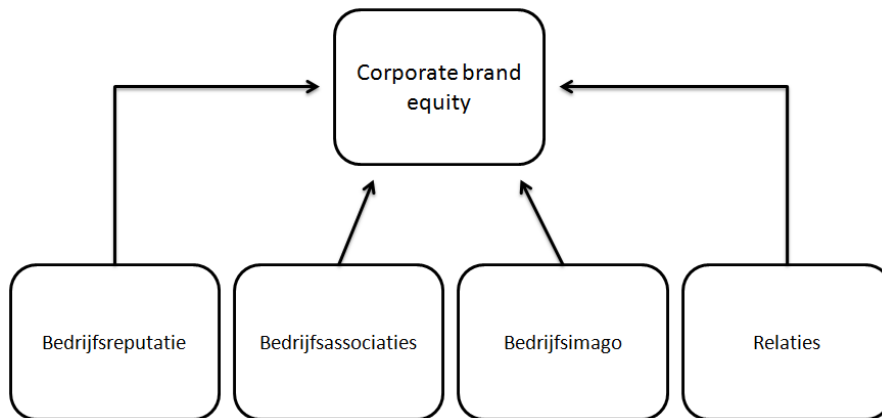 Corporate brand
equity
Bedrijfsreputatie
Bedrijfsassociaties
Bedrijfsimago
Relaties